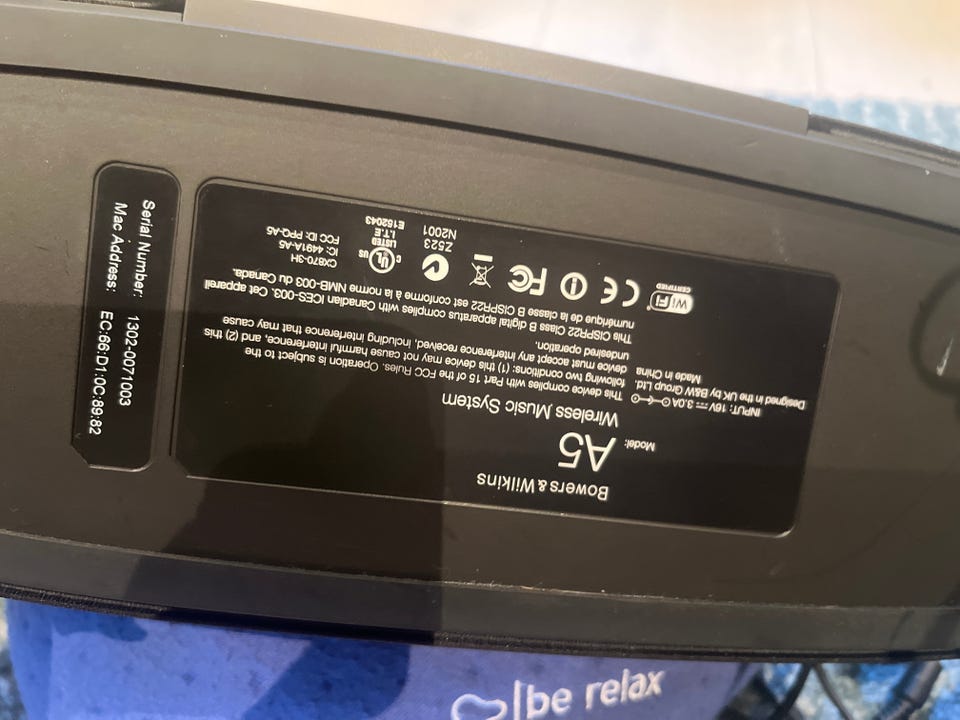 Bowers & Wilkins
Model: A5
Wireless Music System
INPUT: 16V 3.0A
Designed in the UK by B&W Group Ltd.
Made in China
This device complies with Part 15 of the FCC Rules. Operation is subject to the
following two conditions: (1) this device may not cause harmful interference, and (2) this
device must accept any interference received, including interference that may cause
undesired operation.
This CISPR22 Class B digital apparatus complies with Canadian ICES-003. Cet appareil
numérique de la classe B CISPR22 est conforme à la norme NMB-003 du Canada.
Wi Fi
CERTIFIED
CE
FC
C UL US
LISTED
I.T.E
E152043
Z523
N2001
CX870-3H
IC: 4491A-A5
FCC ID: PPQ-A5
Serial Number: 1302-0071003
Mac Address: EC:66:D1:0C:89:82
be relax